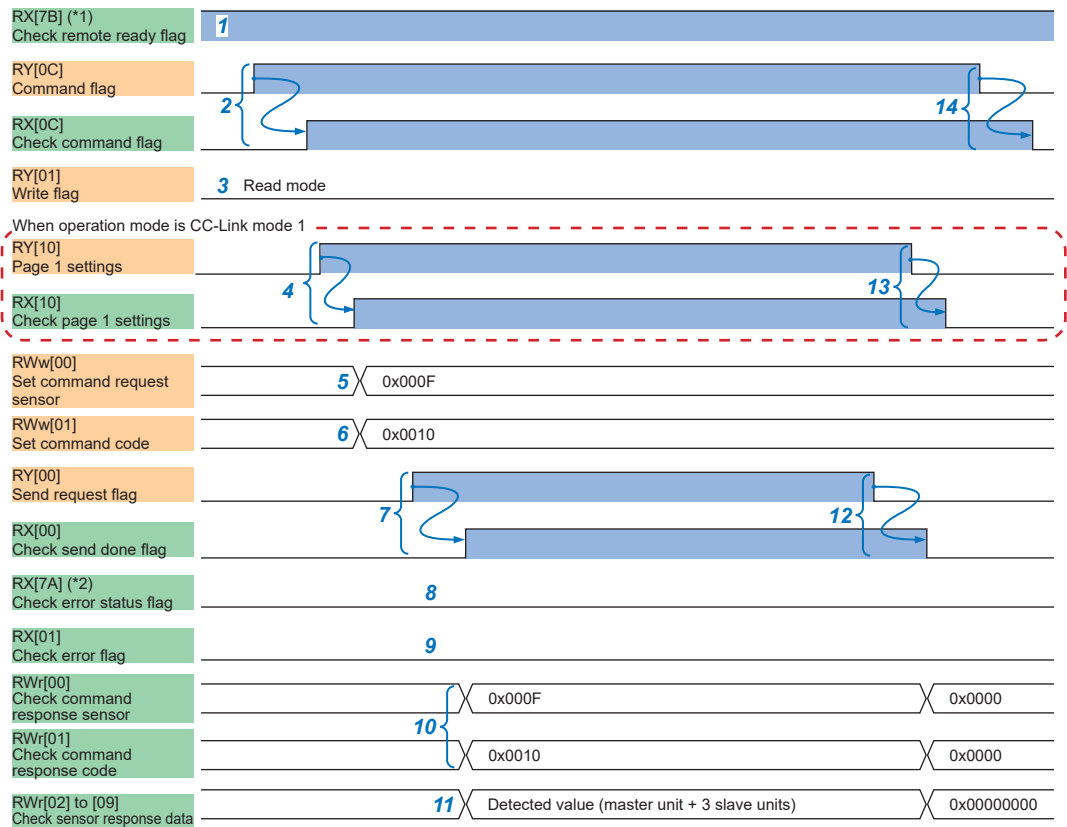 RX[7B] (*1)
Check remote ready flag
1
RY[0C]
Command flag
2
14
RX[0C]
Check command flag
RY[01]
Write flag
3 Read mode
When operation mode is CC-Link mode 1
RY[10]
Page 1 settings
4
13
RX[10]
Check page 1 settings
RWw[00]
Set command request
sensor
5 0x000F
RWw[01]
Set command code
6 0x0010
RY[00]
Send request flag
7
12
RX[00]
Check send done flag
RX[7A] (*2)
Check error status flag
8
RX[01]
Check error flag
9
RWr[00]
Check command
response sensor
0x000F 0x0000
10
RWr[01]
Check command
response code
0x0010 0x0000
RWr[02] to [09]
Check sensor response data
11 Detected value (master unit + 3 slave units) 0x00000000